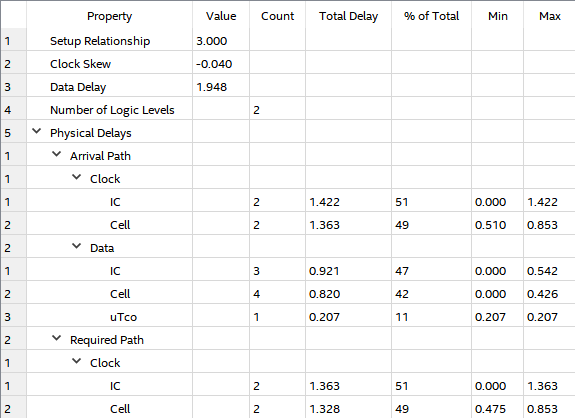 Property Value Count Total Delay % of Total Min Max
1 Setup Relationship 3.000
2 Clock Skew -0.040
3 Data Delay 1.948
4 Number of Logic Levels 2
5 Physical Delays
1 Arrival Path
1 Clock
1 IC 2 1.422 51 0.000 1.422
2 Cell 2 1.363 49 0.510 0.853
2 Data
1 IC 3 0.921 47 0.000 0.542
2 Cell 4 0.820 42 0.000 0.426
3 uTco 1 0.207 11 0.207 0.207
2 Required Path
1 Clock
1 IC 2 1.363 51 0.000 1.363
2 Cell 2 1.328 49 0.475 0.853